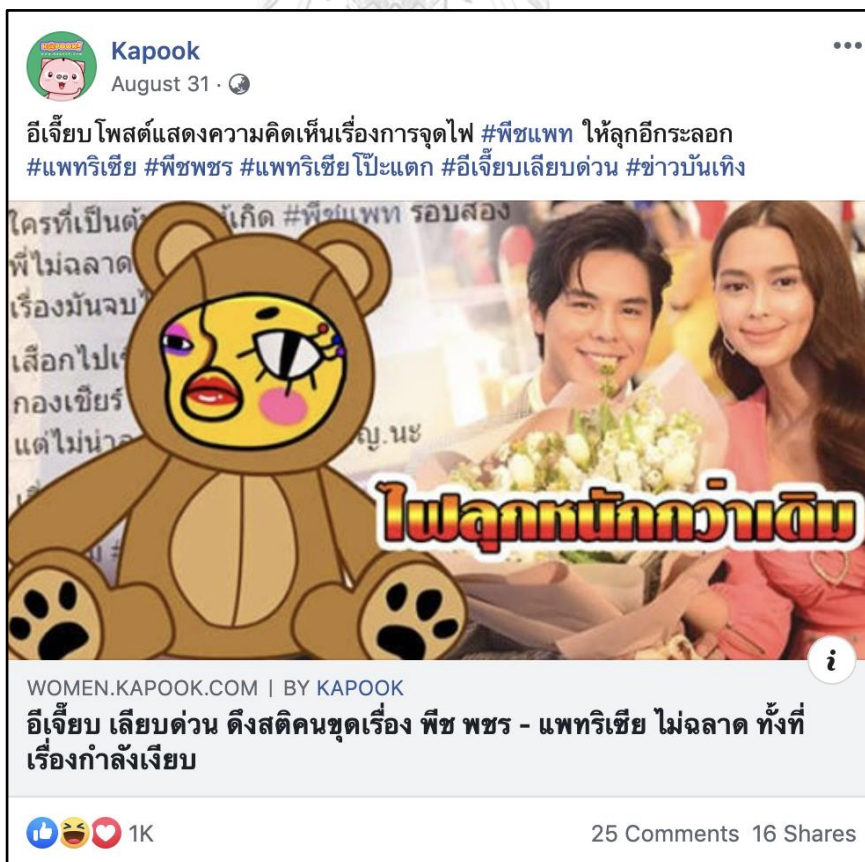 Kapook
August 31
อีเจี๊ยบโพสต์แสดงความคิดเห็นเรื่องการจุดไฟ #พีชแพท ให้ลุกอีกระลอก
#แพทริเซีย #พีชพชร #แพทริเซียโป๊ะแตก #อีเจี๊ยบเลียบด่วน #ข่าวบันเทิง
ใครที่เป็นต้ เกิด #พีชแพท รอบสอง
พี่ไม่ฉลาด
เรื่องมันจบ
เสือกไป
กองเชียร์
แต่ไม่น่า ญ.นะ
ไฟลุกหนักกว่าเดิม
WOMEN.KAPOOK.COM | BY KAPOOK
อีเจี๊ยบ เลียบด่วน ดึงสติคนขุดเรื่อง พีช พชร - แพทริเซีย ไม่ฉลาด ทั้งที่
เรื่องกำลังเงียบ
1K
25 Comments 16 Shares